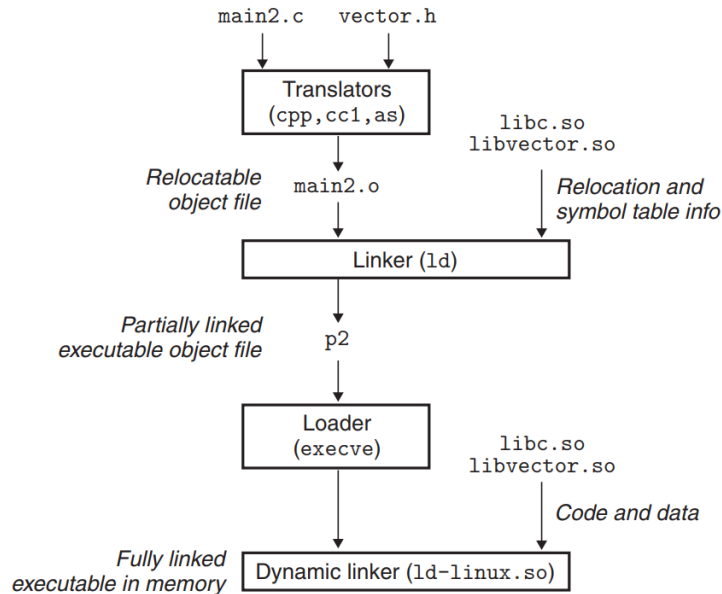 main2.c vector.h
Translators
(cpp,cc1,as)
libc.so
libvector.so
Relocatable
object file
main2.o
Relocation and
symbol table info
Linker (ld)
Partially linked
executable object file
p2
Loader
(execve)
libc.so
libvector.so
Code and data
Fully linked
executable in memory
Dynamic linker (ld-linux.so)